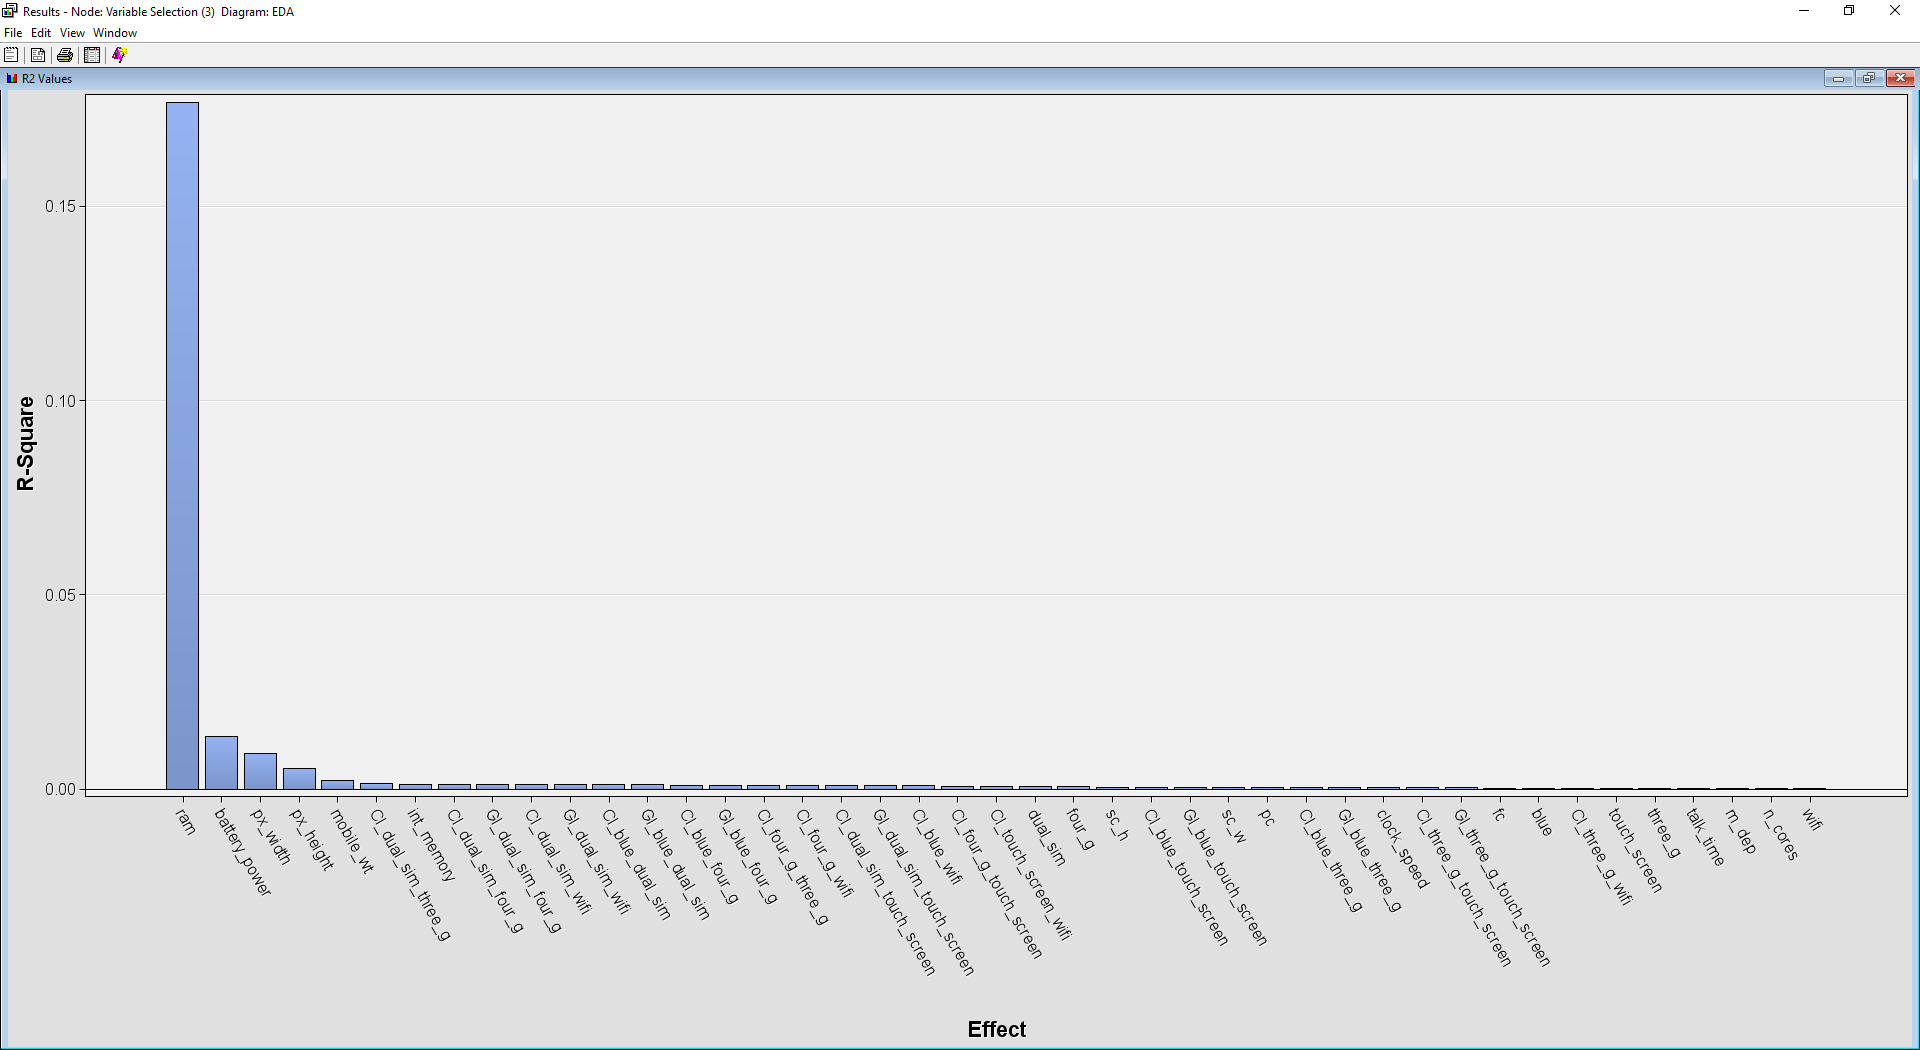 Results - Node: Variable Selection (3)  Diagram: EDA
File Edit View Window
R2 Values
R-Square
0.15
0.10
0.05
0.00
ram
battery_power
px_width
px_height
mobile_wt
CI_dual_sim_three_g
int_memory
CI_dual_sim_four_g
GI_dual_sim_four_g
CI_dual_sim_wifi
GI_dual_sim_wifi
CI_blue_dual_sim
GI_blue_dual_sim
CI_blue_four_g
GI_blue_four_g
CI_four_g_three_g
CI_four_g_wifi
CI_dual_sim_touch_screen
GI_dual_sim_touch_screen
CI_blue_wifi
CI_four_g_touch_screen
CI_touch_screen_wifi
dual_sim
four_g
sc_h
CI_blue_touch_screen
GI_blue_touch_screen
sc_w
pc
CI_blue_three_g
GI_blue_three_g
clock_speed
CI_three_g_touch_screen
GI_three_g_touch_screen
fc
blue
CI_three_g_wifi
touch_screen
three_g
talk_time
m_dep
n_cores
wifi
Effect